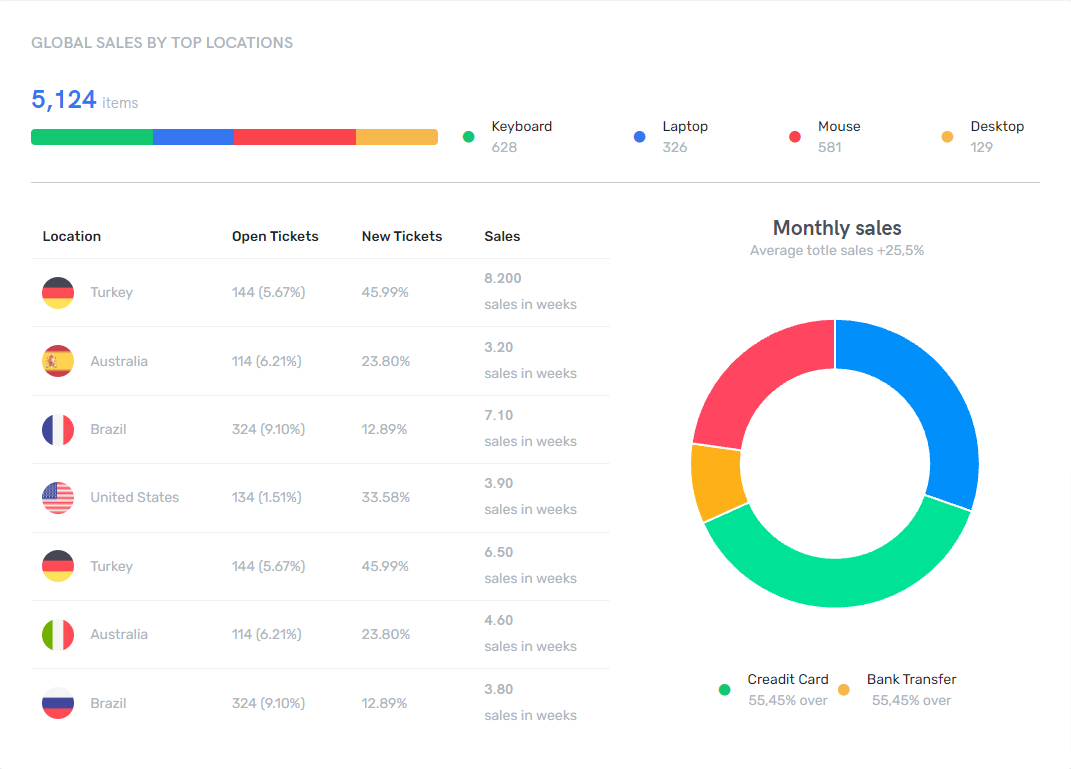 GLOBAL SALES BY TOP LOCATIONS
5,124 items
Keyboard
628
Laptop
326
Mouse
581
Desktop
129
Location Open Tickets New Tickets Sales
Turkey 144 (5.67%) 45.99% 8.200
sales in weeks
Australia 114 (6.21%) 23.80% 3.20
sales in weeks
Brazil 324 (9.10%) 12.89% 7.10
sales in weeks
United States 134 (1.51%) 33.58% 3.90
sales in weeks
Turkey 144 (5.67%) 45.99% 6.50
sales in weeks
Australia 114 (6.21%) 23.80% 4.60
sales in weeks
Brazil 324 (9.10%) 12.89% 3.80
sales in weeks
Monthly sales
Average totle sales +25,5%
Creadit Card
55,45% over
Bank Transfer
55,45% over